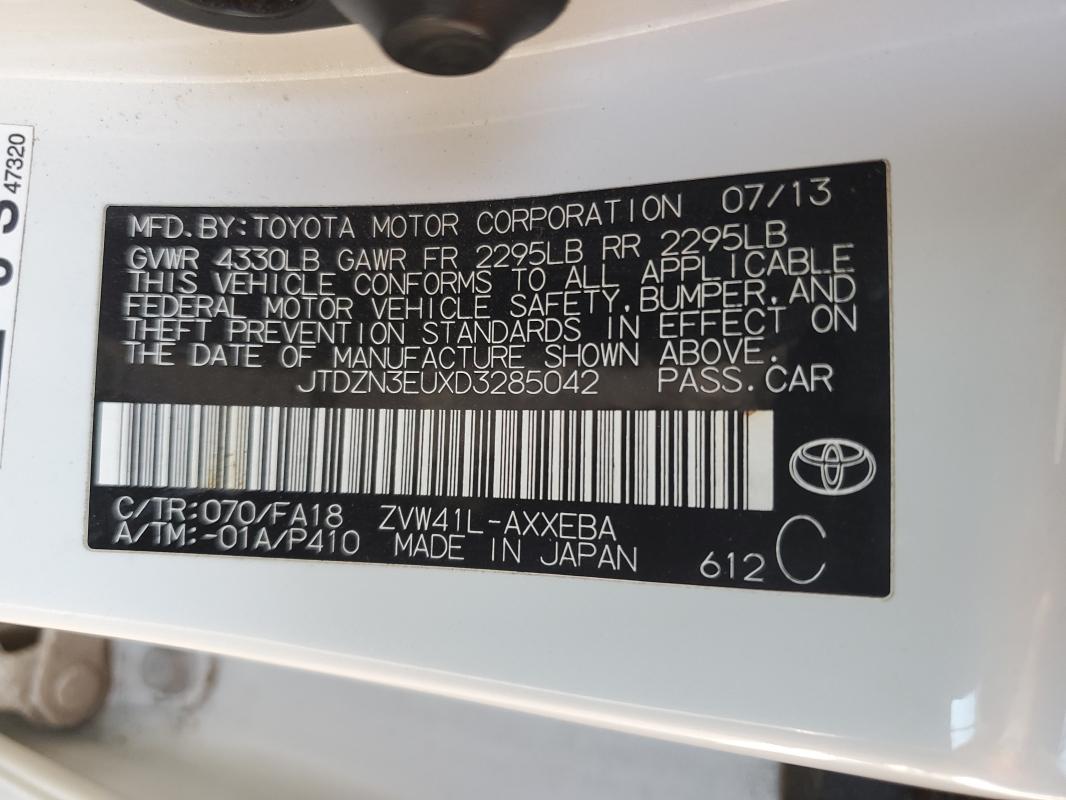 MFD. BY: TOYOTA MOTOR CORPORATION 07/13
GVWR 4330LB GAWR FR 2295LB RR 2295LB
THIS VEHICLE CONFORMS TO ALL APPLICABLE
FEDERAL MOTOR VEHICLE SAFETY, BUMPER, AND
THEFT PREVENTION STANDARDS IN EFFECT ON
THE DATE OF MANUFACTURE SHOWN ABOVE.
JTDZN3EUXD3285042 PASS. CAR
C/TR: 070/FA18 ZVW41L-AXXEBA
A/TM: -01A/P410 MADE IN JAPAN
612 C
47320